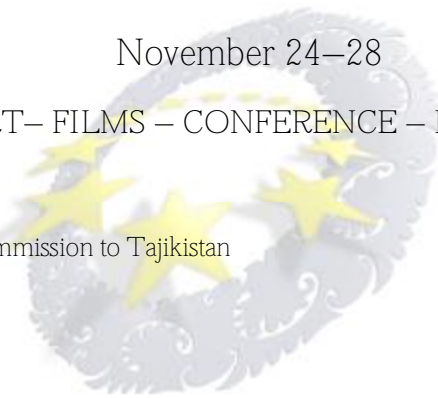 November 24–28
T– FILMS – CONFERENCE –
mmission to Tajikistan